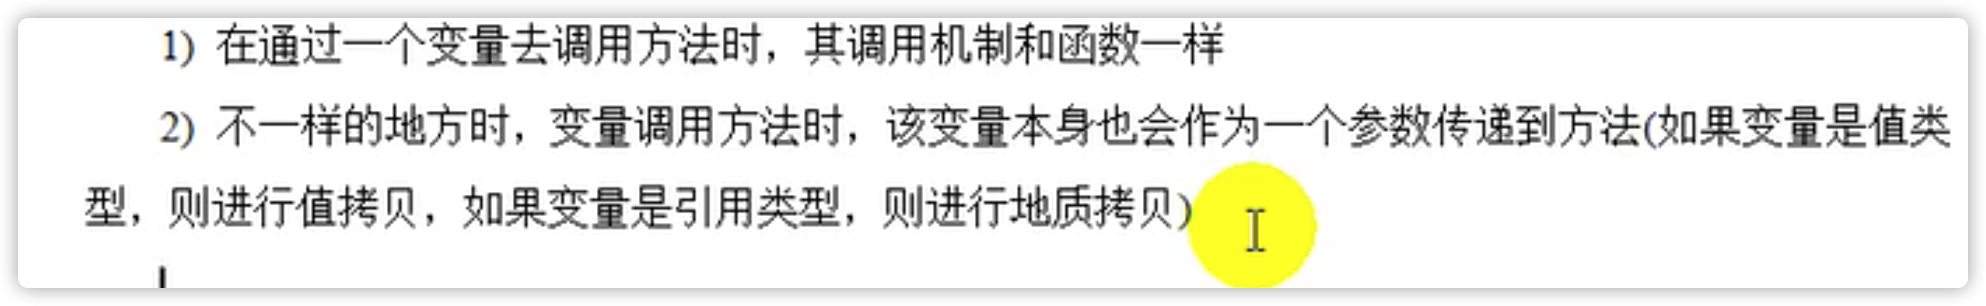 1) 在通过一个变量去调用方法时，其调用机制和函数一样
2) 不一样的地方时，变量调用方法时，该变量本身也会作为一个参数传递到方法(如果变量是值类
型，则进行值拷贝，如果变量是引用类型，则进行地质拷贝)